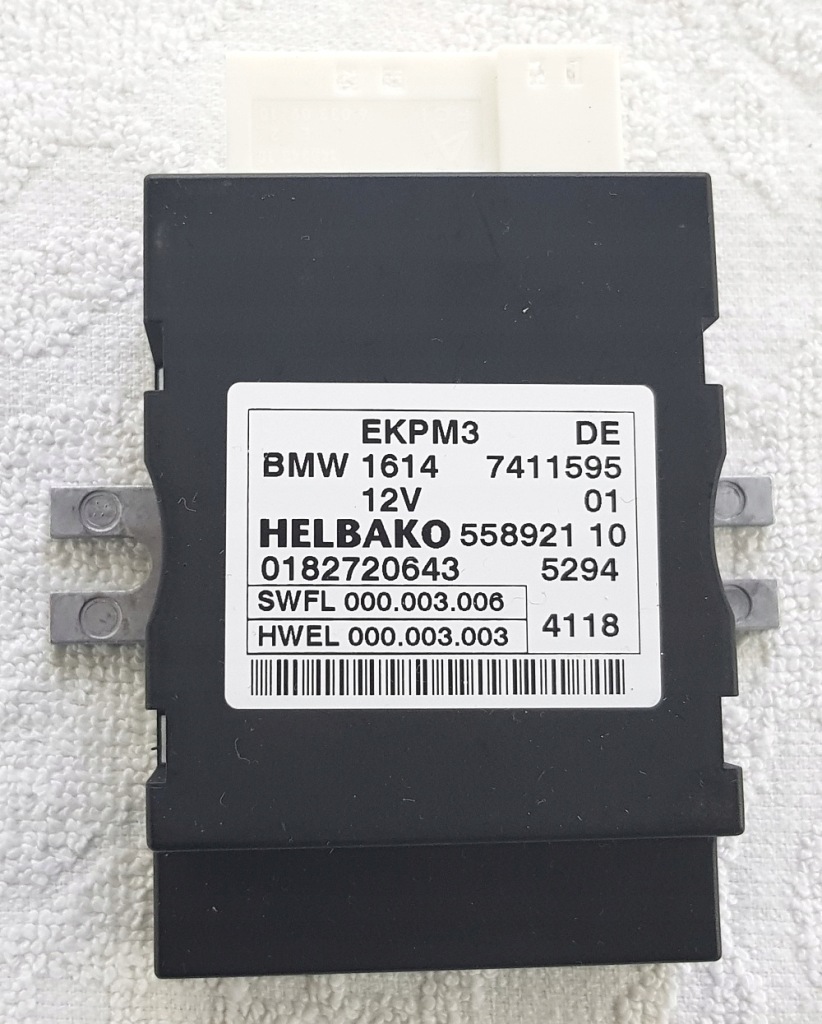 EKPM3 DE
BMW 1614 7411595
12V 01
HELBAKO 558921 10
0182720643 5294
SWFL 000.003.006
HWEL 000.003.003 4118